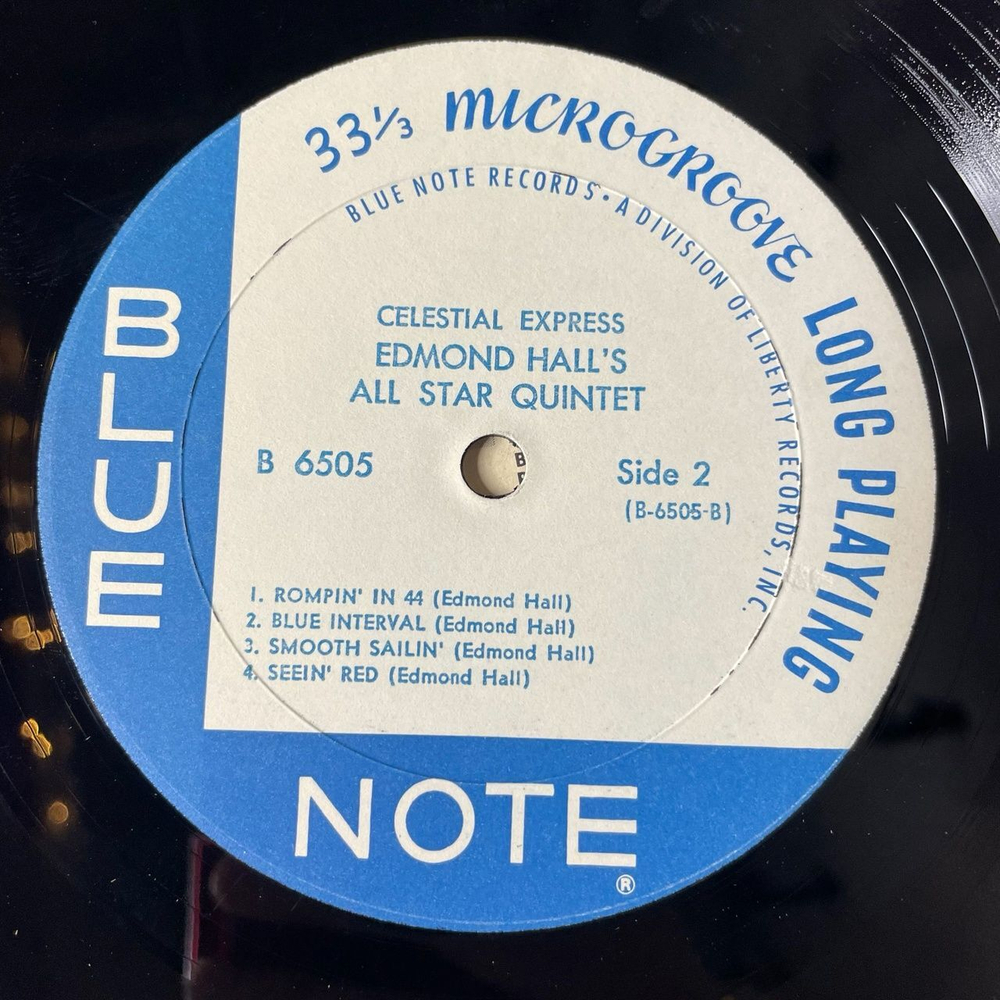 33⅓ MICROGROOVE LONG PLAYING
BLUE NOTE RECORDS • A DIVISION OF LIBERTY RECORDS, INC.
CELESTIAL EXPRESS
EDMOND HALL'S
ALL STAR QUINTET
B 6505
Side 2
(B-6505-B)
1. ROMPIN' IN 44 (Edmond Hall)
2. BLUE INTERVAL (Edmond Hall)
3. SMOOTH SAILIN' (Edmond Hall)
4. SEEIN' RED (Edmond Hall)
BLUE
NOTE
®